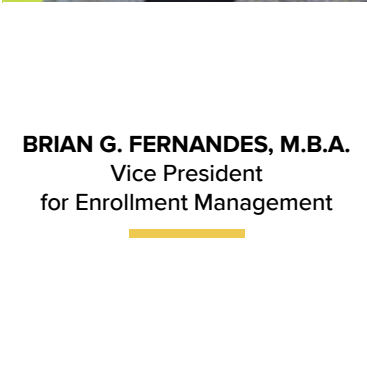 BRIAN G. FERNANDES, M.B.A.
Vice President
for Enrollment Management